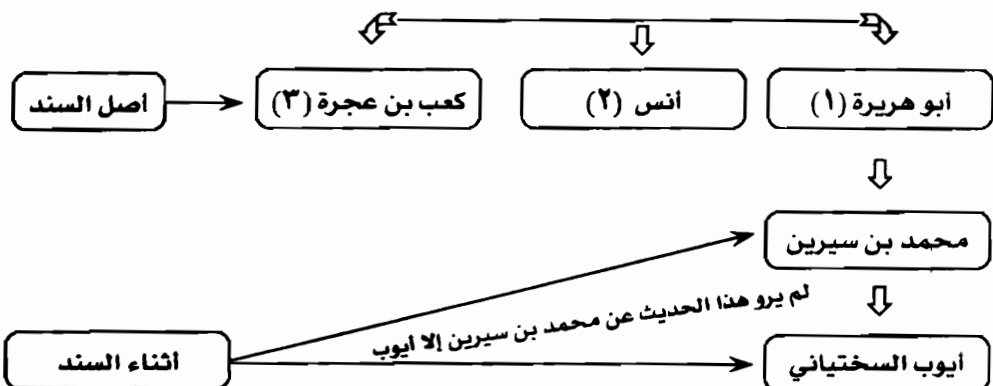 أبو هريرة (١)
أنس (٢)
كعب بن عجرة (٣)
أصل السند
محمد بن سيرين
لم يرو هذا الحديث عن محمد بن سيرين إلا أيوب
أيوب السختياني
أثناء السند